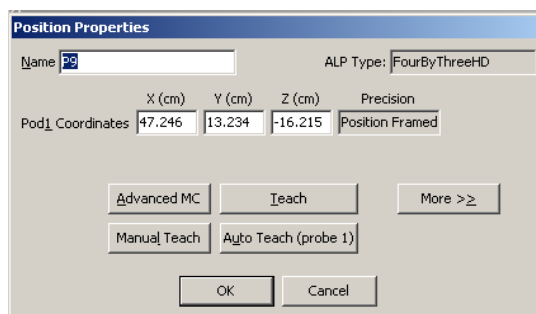 Position Properties
Name P9 ALP Type: FourByThreeHD
X (cm) Y (cm) Z (cm) Precision
Pod1 Coordinates 47.246 13.234 -16.215 Position Framed
Advanced MC Teach More >>
Manual Teach Auto Teach (probe 1)
OK Cancel